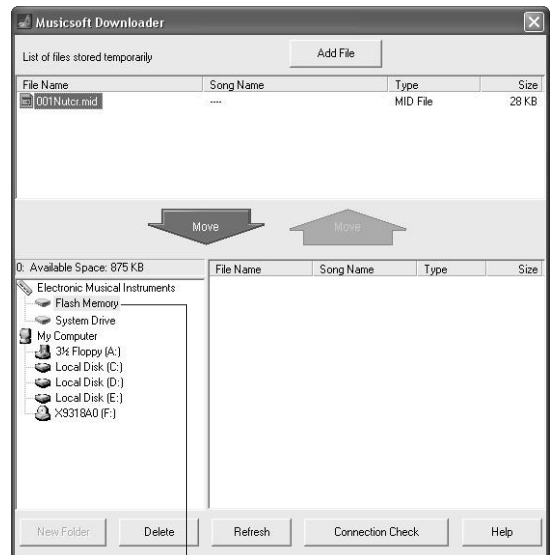 Musicsoft Downloader
List of files stored temporarily
Add File
File Name Song Name Type Size
001Nutcr.mid ---- MID File 28 KB
Move Move
0: Available Space: 875 KB
File Name Song Name Type Size
Electronic Musical Instruments
Flash Memory
System Drive
My Computer
3½ Floppy (A:)
Local Disk (C:)
Local Disk (D:)
Local Disk (E:)
X9318A0 (F:)
New Folder Delete Refresh Connection Check Help